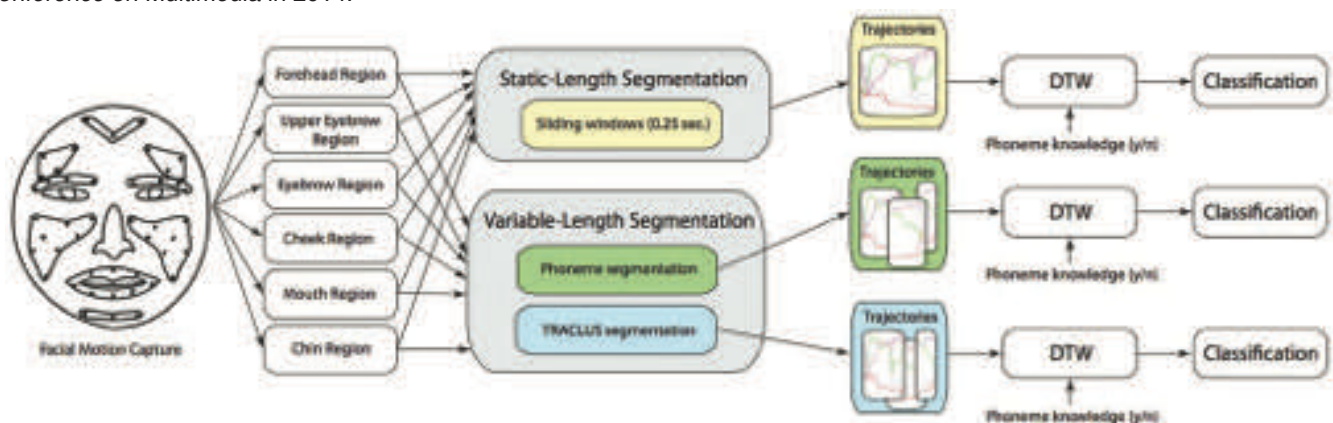 Forehead Region
Upper Eyebrow
Region
Eyebrow Region
Cheek Region
Mouth Region
Chin Region
Facial Motion Capture
Static-Length Segmentation
Sliding windows (0.25 sec.)
Variable-Length Segmentation
Phoneme segmentation
TRACLUS segmentation
Trajectories
DTW
Classification
Phoneme knowledge (y/n)
Trajectories
DTW
Classification
Phoneme knowledge (y/n)
Trajectories
DTW
Classification
Phoneme knowledge (y/n)